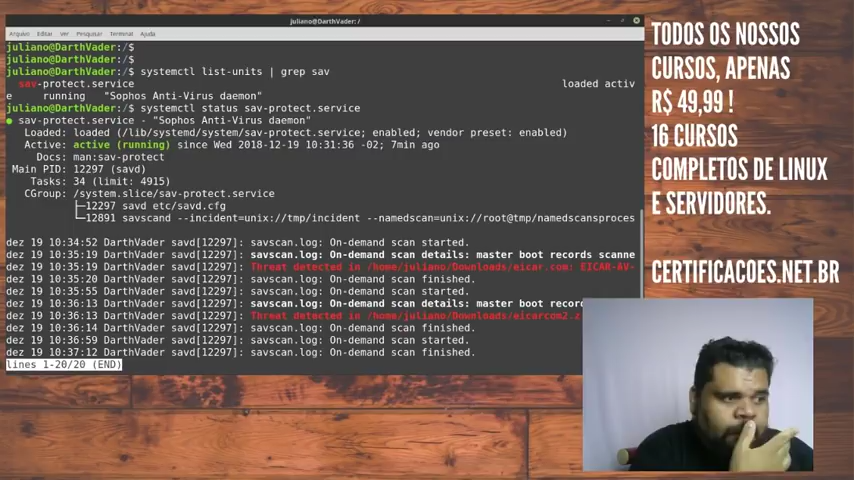 juliano@DarthVader: /
Arquivo Editar Ver Pesquisar Terminal Ajuda
juliano@DarthVader:/$
juliano@DarthVader:/$
juliano@DarthVader:/$ systemctl list-units | grep sav
sav-protect.service loaded activ
e running "Sophos Anti-Virus daemon"
juliano@DarthVader:/$ systemctl status sav-protect.service
● sav-protect.service - "Sophos Anti-Virus daemon"
Loaded: loaded (/lib/systemd/system/sav-protect.service; enabled; vendor preset: enabled)
Active: active (running) since Wed 2018-12-19 10:31:36 -02; 7min ago
Docs: man:sav-protect
Main PID: 12297 (savd)
Tasks: 34 (limit: 4915)
CGroup: /system.slice/sav-protect.service
├─12297 savd etc/savd.cfg
└─12891 savscand --incident=unix://tmp/incident --namedscan=unix://root@tmp/namedscansproces
dez 19 10:34:52 DarthVader savd[12297]: savscan.log: On-demand scan started.
dez 19 10:35:19 DarthVader savd[12297]: savscan.log: On-demand scan details: master boot records scanne
dez 19 10:35:19 DarthVader savd[12297]: Threat detected in /home/juliano/Downloads/eicar.com: EICAR-AV-
dez 19 10:35:20 DarthVader savd[12297]: savscan.log: On-demand scan finished.
dez 19 10:35:55 DarthVader savd[12297]: savscan.log: On-demand scan started.
dez 19 10:36:13 DarthVader savd[12297]: savscan.log: On-demand scan details: master boot record
dez 19 10:36:13 DarthVader savd[12297]: Threat detected in /home/juliano/Downloads/eicarcom2.z
dez 19 10:36:14 DarthVader savd[12297]: savscan.log: On-demand scan finished.
dez 19 10:36:59 DarthVader savd[12297]: savscan.log: On-demand scan started.
dez 19 10:37:12 DarthVader savd[12297]: savscan.log: On-demand scan finished.
lines 1-20/20 (END)
TODOS OS NOSSOS
CURSOS, APENAS
R$ 49,99 !
16 CURSOS
COMPLETOS DE LINUX
E SERVIDORES.
CERTIFICACOES.NET.BR